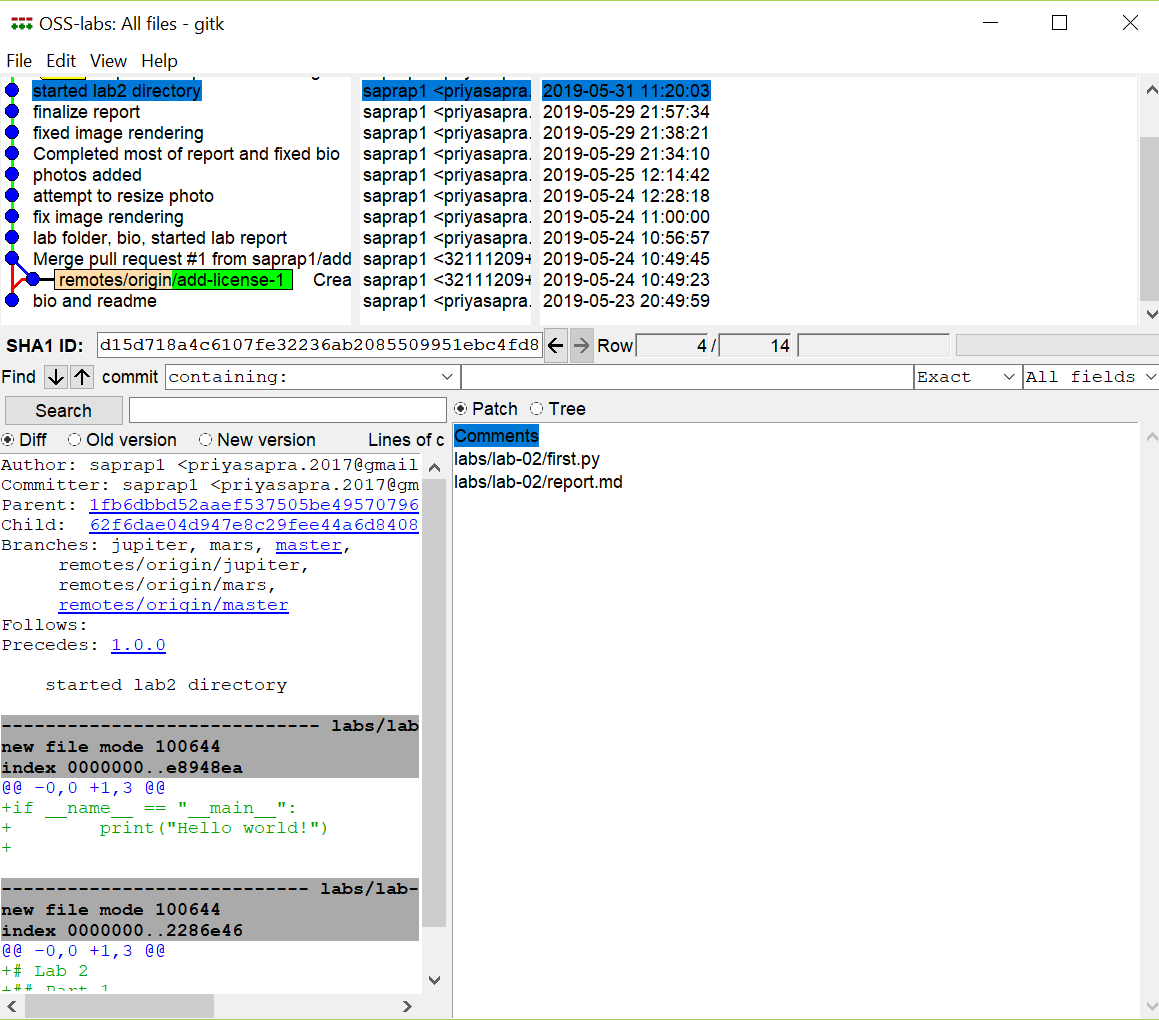 OSS-labs: All files - gitk
File Edit View Help
started lab2 directory saprap1 <priyasapra. 2019-05-31 11:20:03
finalize report saprap1 <priyasapra. 2019-05-29 21:57:34
fixed image rendering saprap1 <priyasapra. 2019-05-29 21:38:21
Completed most of report and fixed bio saprap1 <priyasapra. 2019-05-29 21:34:10
photos added saprap1 <priyasapra. 2019-05-25 12:14:42
attempt to resize photo saprap1 <priyasapra. 2019-05-24 12:28:18
fix image rendering saprap1 <priyasapra. 2019-05-24 11:00:00
lab folder, bio, started lab report saprap1 <priyasapra. 2019-05-24 10:56:57
Merge pull request #1 from saprap1/add saprap1 <32111209+ 2019-05-24 10:49:45
remotes/origin/add-license-1 Crea saprap1 <32111209+ 2019-05-24 10:49:23
bio and readme saprap1 <priyasapra. 2019-05-23 20:49:59
SHA1 ID: d15d718a4c6107fe32236ab2085509951ebc4fd8 ← → Row 4 / 14
Find ↓ ↑ commit containing: Exact All fields
Search
Patch Tree
Diff Old version New version Lines of c
Comments
labs/lab-02/first.py
labs/lab-02/report.md
Author: saprap1 <priyasapra.2017@gmail
Committer: saprap1 <priyasapra.2017@gm
Parent: 1fb6dbbd52aaef537505be49570796
Child: 62f6dae04d947e8c29fee44a6d8408
Branches: jupiter, mars, master,
remotes/origin/jupiter,
remotes/origin/mars,
remotes/origin/master
Follows:
Precedes: 1.0.0
started lab2 directory
----------------------------- labs/lab
new file mode 100644
index 0000000..e8948ea
@@ -0,0 +1,3 @@
+if __name__ == "__main__":
+        print("Hello world!")
+
---------------------------- labs/lab-
new file mode 100644
index 0000000..2286e46
@@ -0,0 +1,3 @@
+# Lab 2
+## Part 1